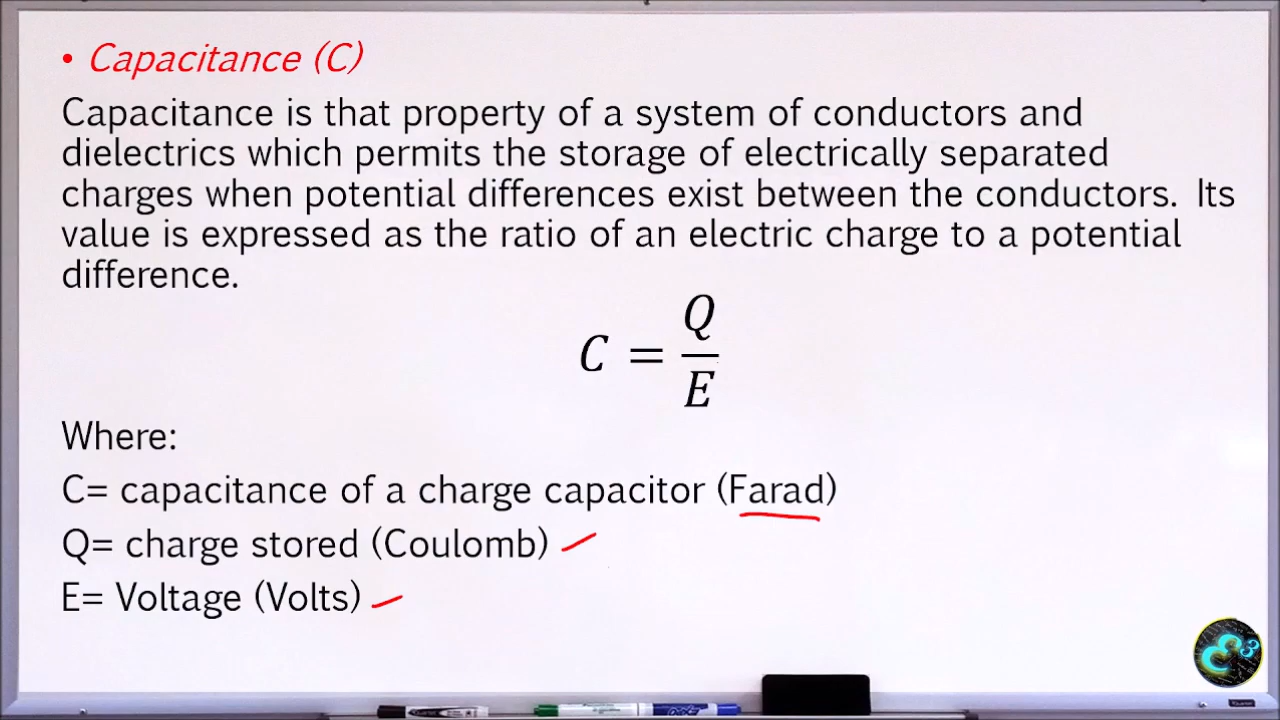 • Capacitance (C)
Capacitance is that property of a system of conductors and
dielectrics which permits the storage of electrically separated
charges when potential differences exist between the conductors. Its
value is expressed as the ratio of an electric charge to a potential
difference.
C = Q/E
Where:
C= capacitance of a charge capacitor (Farad)
Q= charge stored (Coulomb)
E= Voltage (Volts)